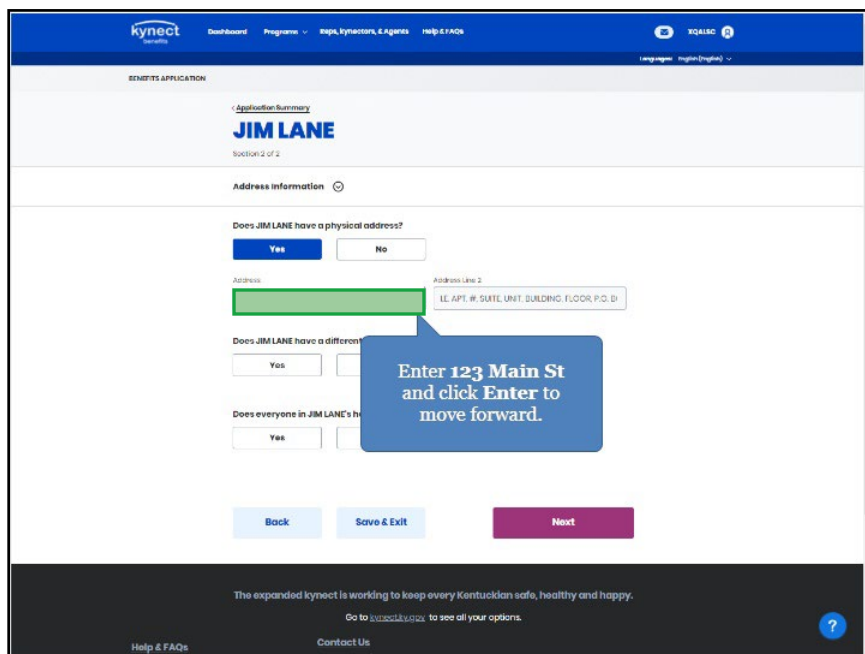 kynect
benefits
Dashboard Programs Reps, kynectors, & Agents Help & FAQs XQALSC
Languages: English (English)
BENEFITS APPLICATION
Application Summary
JIM LANE
Section 2 of 2
Address Information
Does JIM LANE have a physical address?
Yes No
Address Address Line 2
I.E. APT. #, SUITE, UNIT, BUILDING, FLOOR, P.O. B
Does JIM LANE have a different
Yes
Enter 123 Main St
and click Enter to
move forward.
Does everyone in JIM LANE's h
Yes
Back Save & Exit Next
The expanded kynect is working to keep every Kentuckian safe, healthy and happy.
Go to kynect.ky.gov to see all your options.
?
Help & FAQs Contact Us